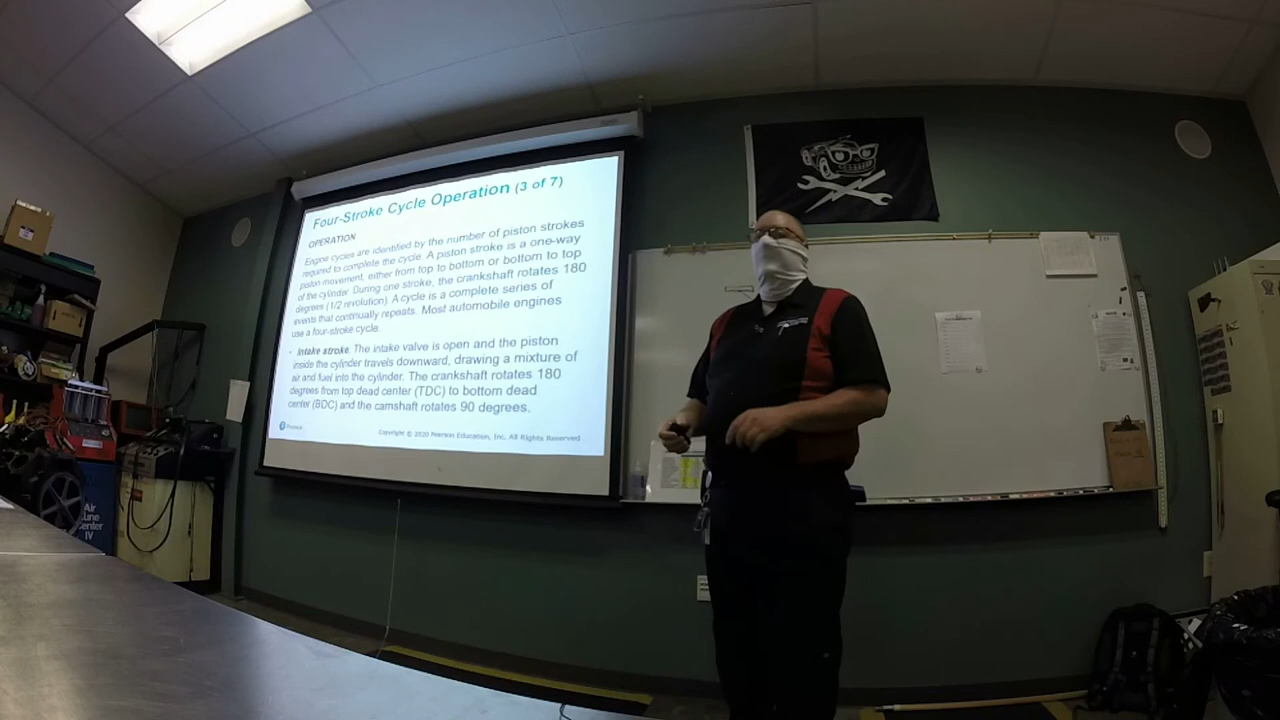 Four-Stroke Cycle Operation (3 of 7)
OPERATION
Engine cycles are identified by the number of piston strokes
required to complete the cycle. A piston stroke is a one-way
piston movement, either from top to bottom or bottom to top
of the cylinder. During one stroke, the crankshaft rotates 180
degrees (1/2 revolution). A cycle is a complete series of
events that continually repeats. Most automobile engines
use a four-stroke cycle.
• Intake stroke. The intake valve is open and the piston
inside the cylinder travels downward, drawing a mixture of
air and fuel into the cylinder. The crankshaft rotates 180
degrees from top dead center (TDC) to bottom dead
center (BDC) and the camshaft rotates 90 degrees.
Pearson
Copyright © 2020 Pearson Education, Inc. All Rights Reserved
Air
Line
Center
IV